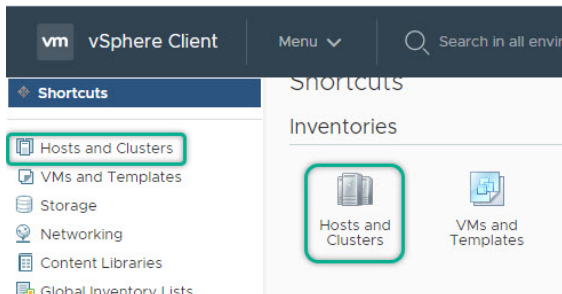 vm vSphere Client Menu Search in all envi
Shortcuts
Shortcuts
Inventories
Hosts and Clusters
VMs and Templates
Storage
Networking
Content Libraries
Global Inventory Lists
Hosts and
Clusters
VMs and
Templates